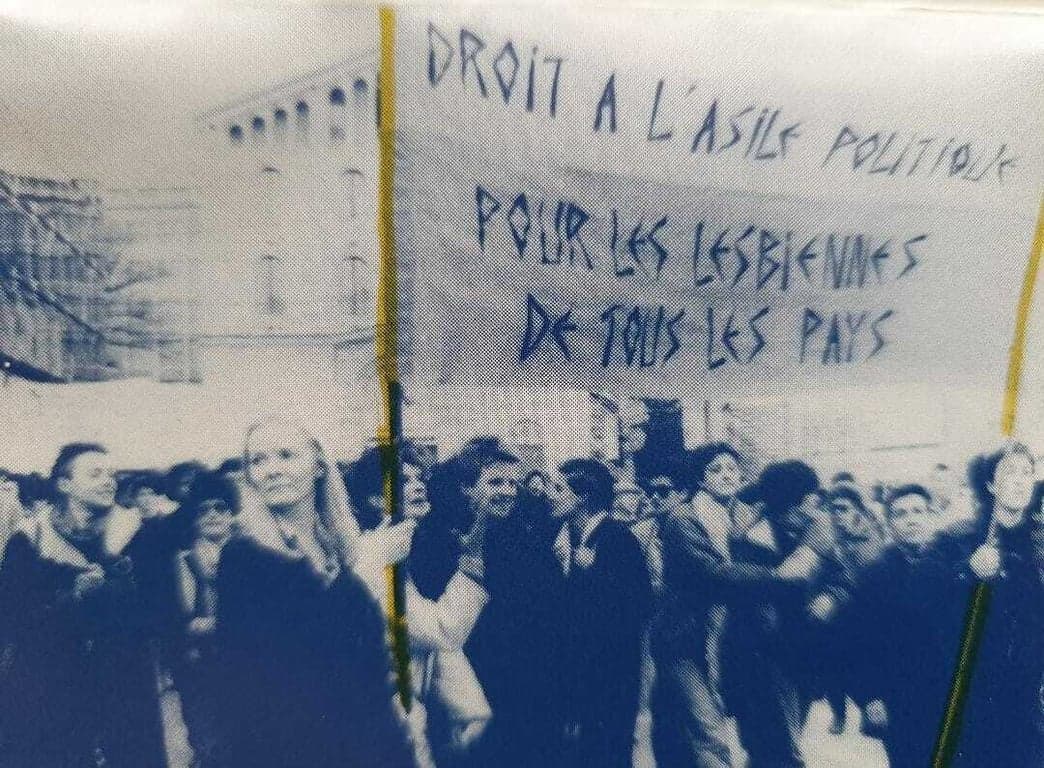 DROIT A L'ASILE POLITIQUE
POUR LES LESBIENNES
DE TOUS LES PAYS